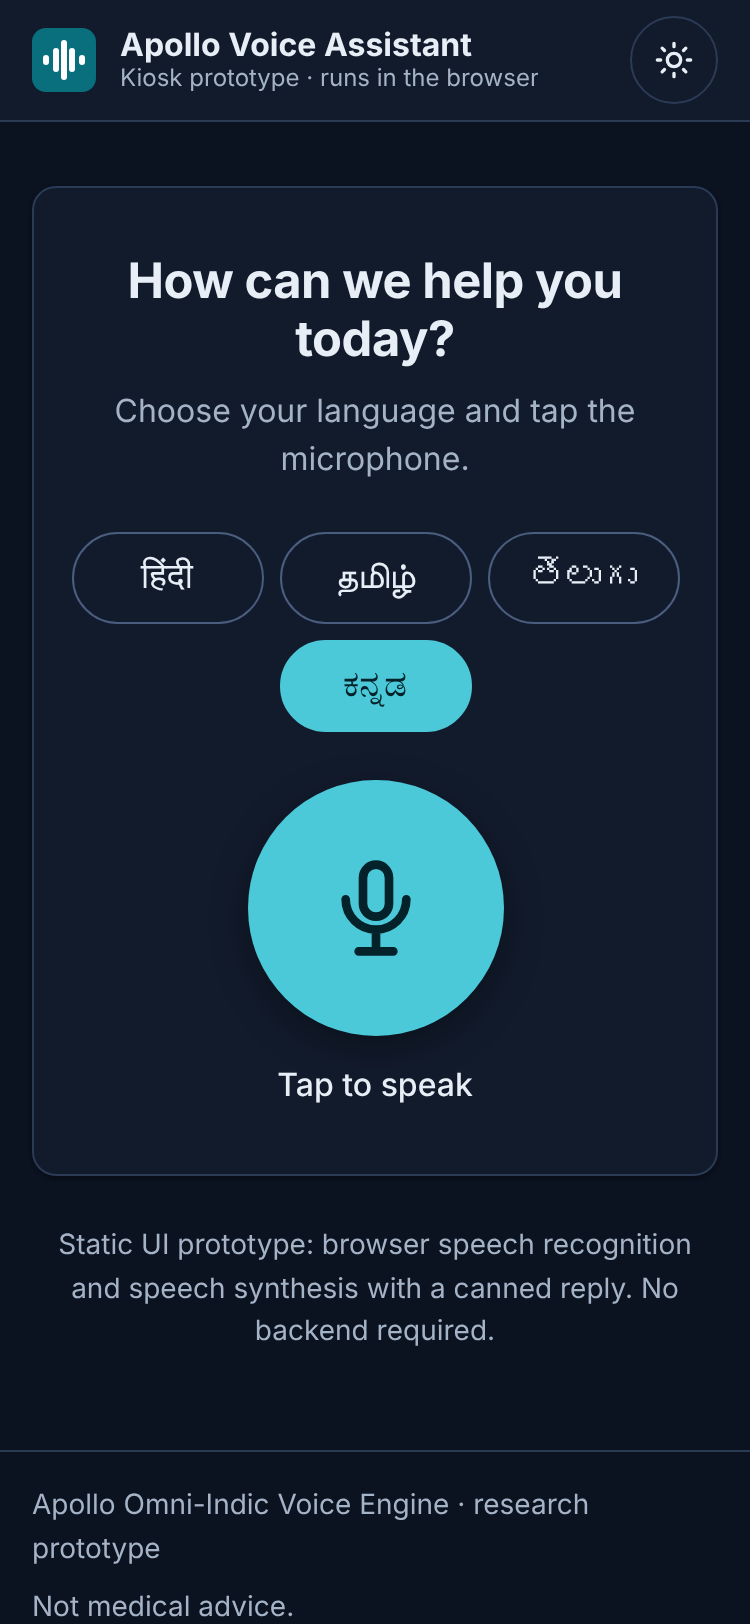 Apollo Voice Assistant
Kiosk prototype · runs in the browser
How can we help you
today?
Choose your language and tap the
microphone.
हिंदी
தமிழ்
తెలుగు
ಕನ್ನಡ
Tap to speak
Static UI prototype: browser speech recognition
and speech synthesis with a canned reply. No
backend required.
Apollo Omni-Indic Voice Engine · research
prototype
Not medical advice.